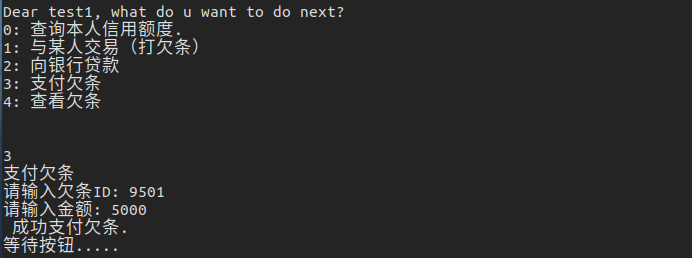 Dear test1, what do u want to do next?
0: 查询本人信用额度.
1: 与某人交易（打欠条）
2: 向银行贷款
3: 支付欠条
4: 查看欠条
3
支付欠条
请输入欠条ID: 9501
请输入金额: 5000
 成功支付欠条.
等待按钮.....